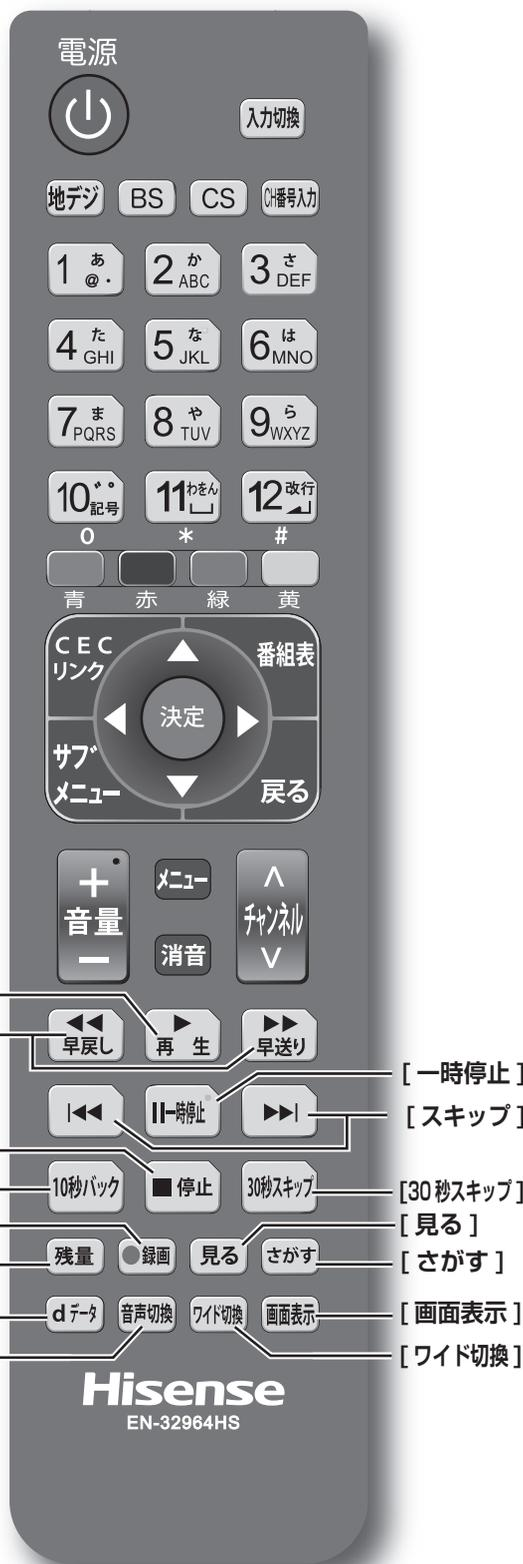 電源
入力切換
地デジ BS CS CH番号入力
1 あ @. 2 か ABC 3 さ DEF
4 た GHI 5 な JKL 6 は MNO
7 ま PQRS 8 や TUV 9 ら WXYZ
10 ゛゜ 記号 11 わをん 12 改行
0 * #
青 赤 緑 黄
CEC リンク 番組表
決定
サブメニュー 戻る
+ 音量 - メニュー チャンネル
消音
早戻し 再 生 早送り
一時停止 [一時停止]
[スキップ]
10秒バック 停止 30秒スキップ [30秒スキップ]
[見る]
残量 録画 見る さがす [さがす]
dデータ 音声切換 ワイド切換 画面表示 [画面表示]
[ワイド切換]
Hisense
EN-32964HS